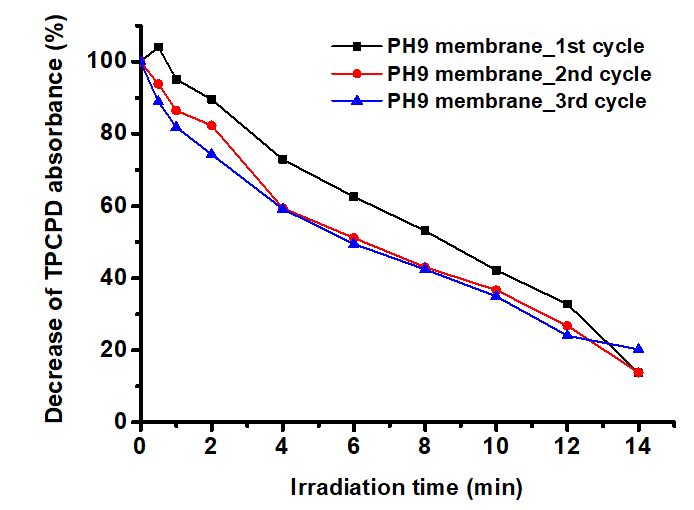 PH9 membrane_1st cycle
PH9 membrane_2nd cycle
PH9 membrane_3rd cycle
Decrease of TPCPD absorbance (%)
100
80
60
40
20
0
0 2 4 6 8 10 12 14
Irradiation time (min)